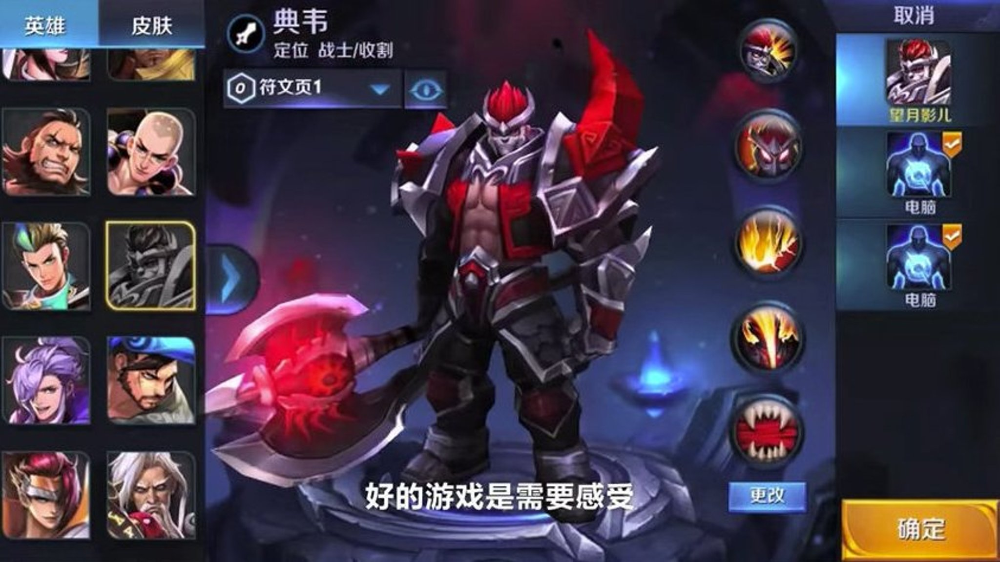 英雄
皮肤
典韦
定位 战士/收割
0 符文页1
取消
望月影儿
电脑
电脑
好的游戏是需要感受
更改
确定